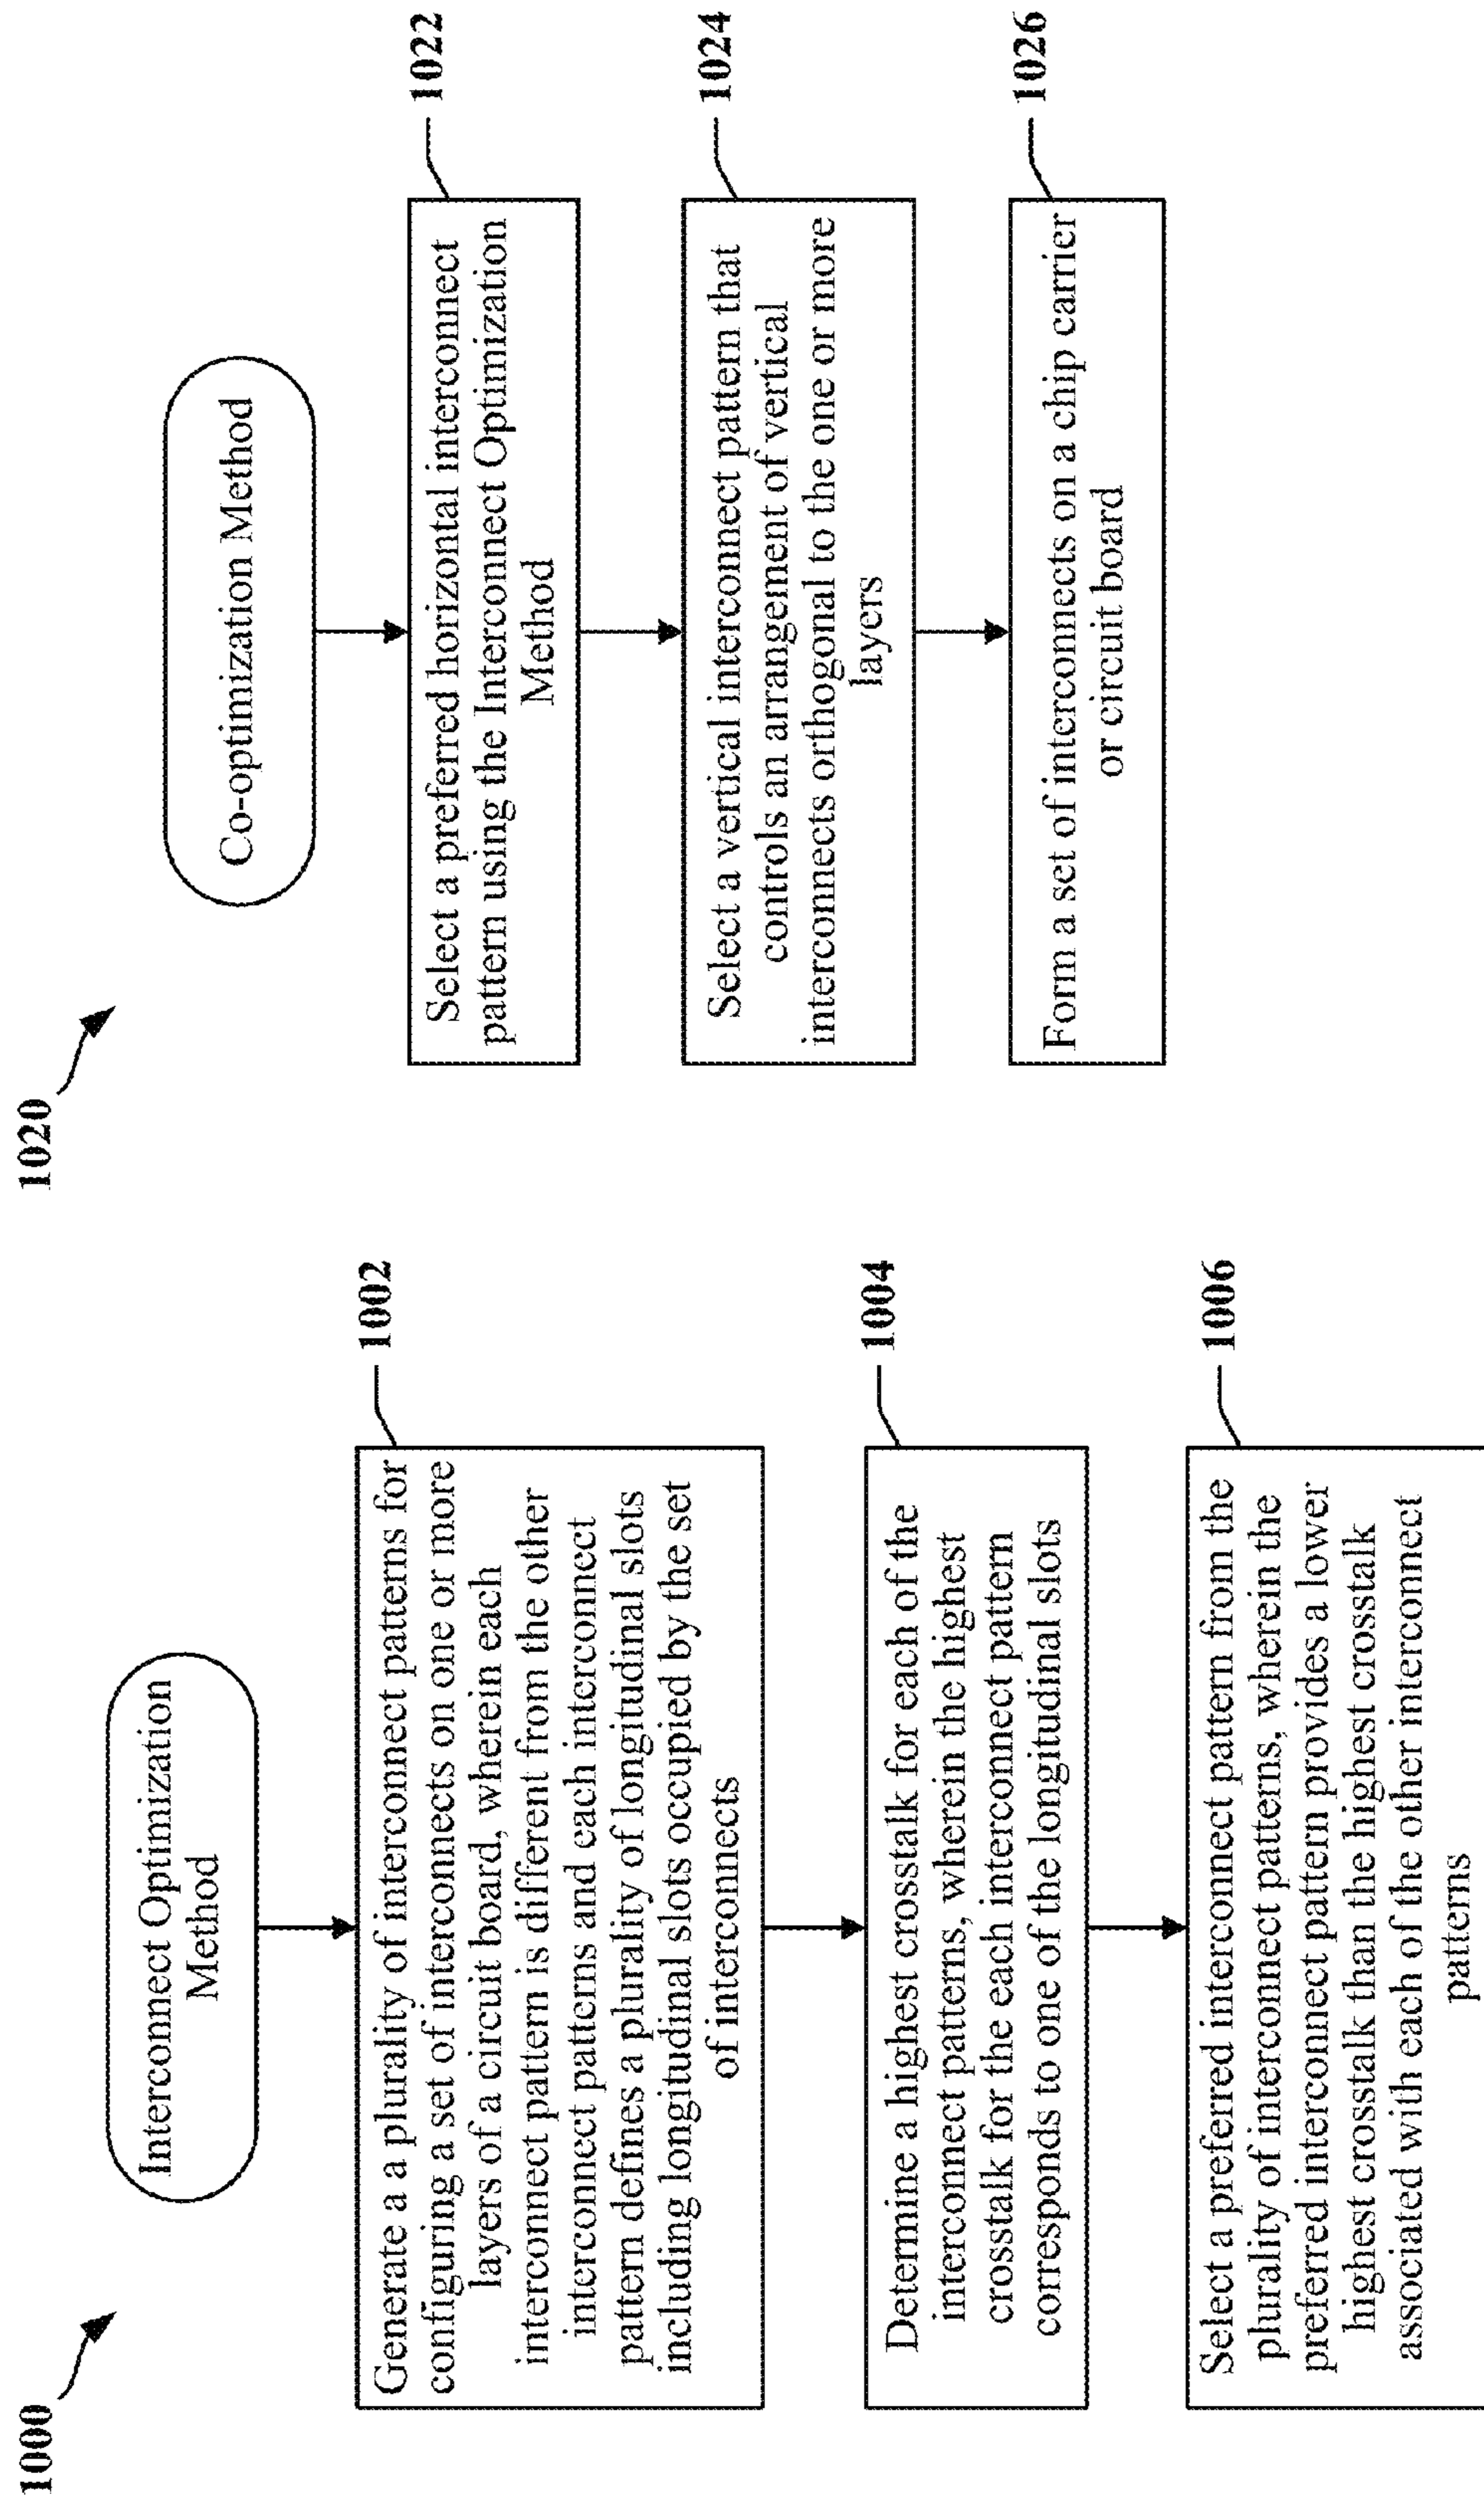 1000
Interconnect Optimization
Method
1002
Generate a a plurality of interconnect patterns for
configuring a set of interconnects on one or more
layers of a circuit board, wherein each
interconnect pattern is different from the other
interconnect patterns and each interconnect
pattern defines a plurality of longitudinal slots
including longitudinal slots occupied by the set
of interconnects
1004
Determine a highest crosstalk for each of the
interconnect patterns, wherein the highest
crosstalk for the each interconnect pattern
corresponds to one of the longitudinal slots
1006
Select a preferred interconnect pattern from the
plurality of interconnect patterns, wherein the
preferred interconnect pattern provides a lower
highest crosstalk than the highest crosstalk
associated with each of the other interconnect
patterns
1020
Co-optimization Method
1022
Select a preferred horizontal interconnect
pattern using the Interconnect Optimization
Method
1024
Select a vertical interconnect pattern that
controls an arrangement of vertical
interconnects orthogonal to the one or more
layers
1026
Form a set of interconnects on a chip carrier
or circuit board